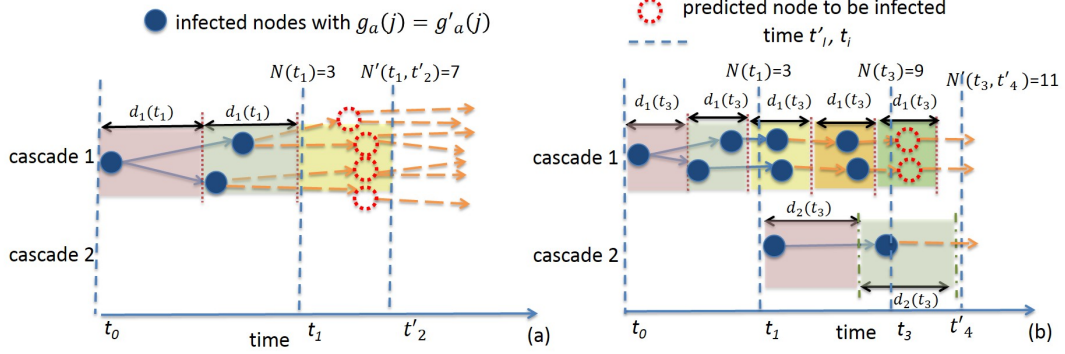 infected nodes with g_a(j) = g'_a(j)
predicted node to be infected
time t'_I, t_i
N(t_1)=3
N'(t_1, t'_2)=7
d_1(t_1)
d_1(t_1)
cascade 1
cascade 2
t_0
time
t_1
t'_2
(a)
N(t_1)=3
N(t_3)=9
N'(t_3, t'_4)=11
d_1(t_3)
d_1(t_3)
d_1(t_3)
d_1(t_3)
d_1(t_3)
cascade 1
d_2(t_3)
cascade 2
d_2(t_3)
t_0
t_1
time
t_3
t'_4
(b)